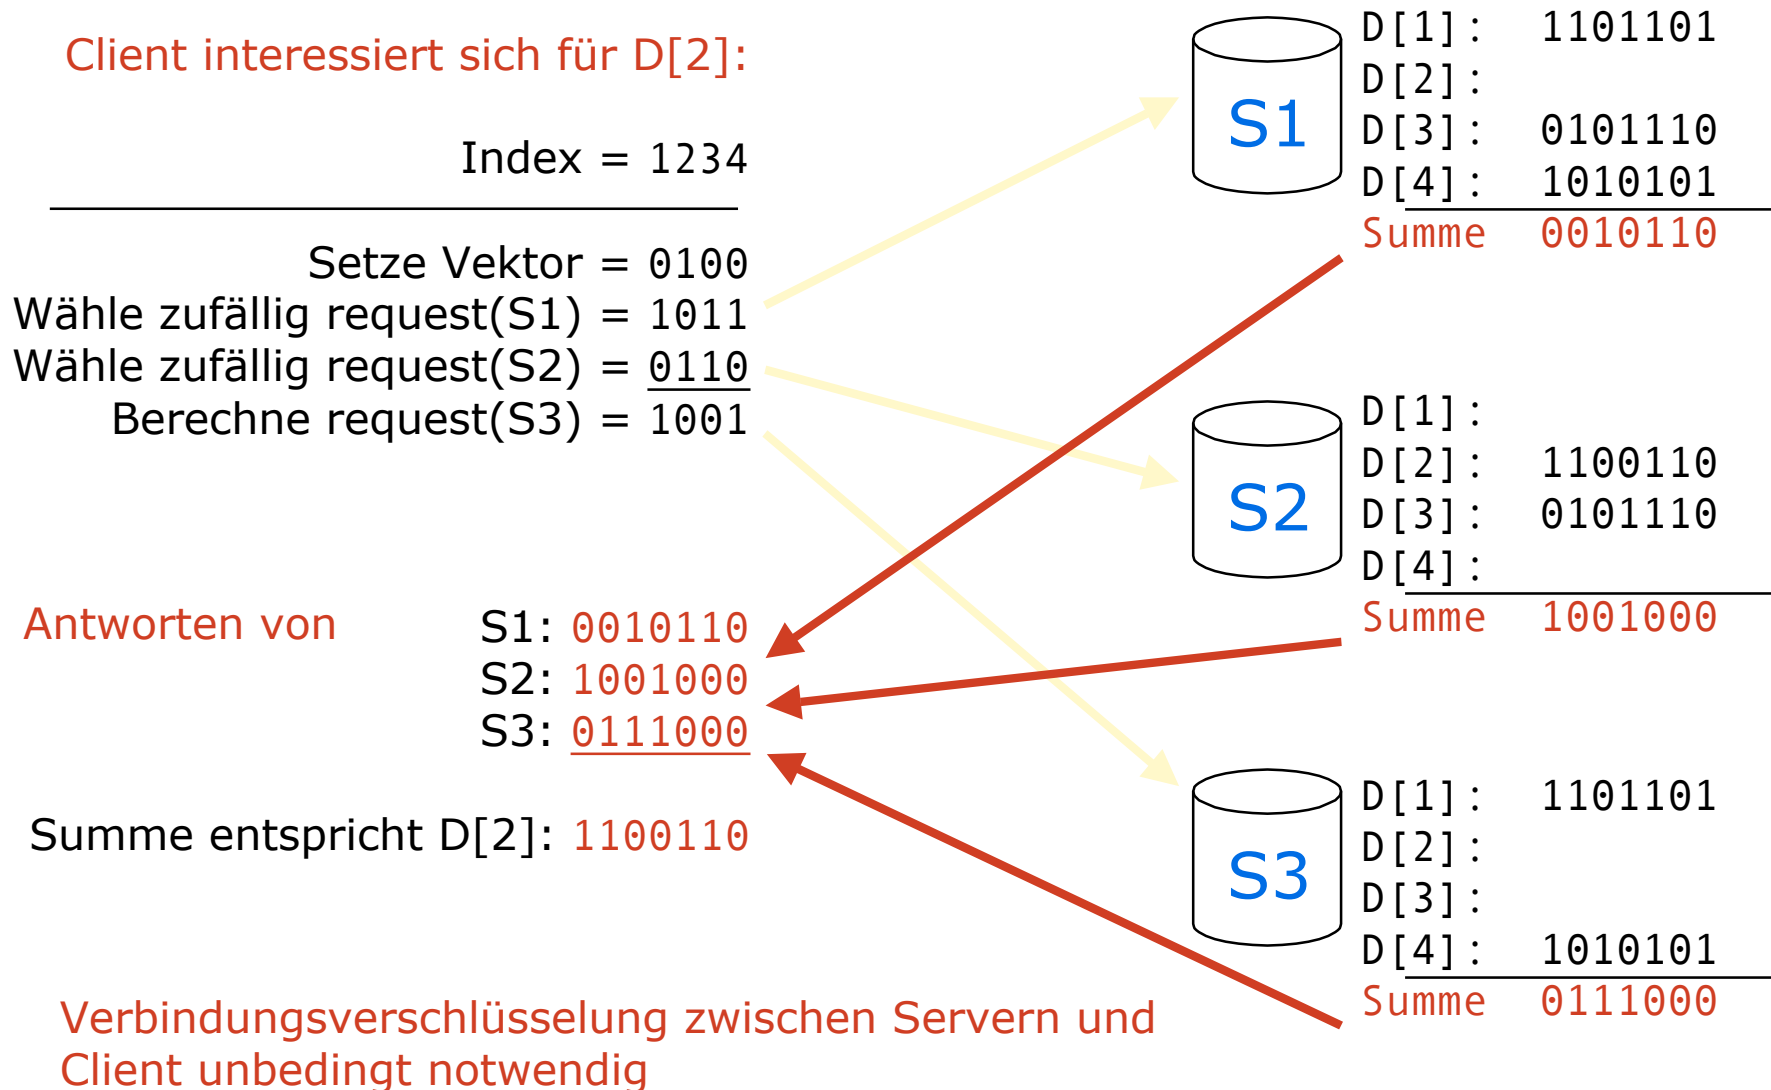 Client interessiert sich für D[2]:
Index = 1234
Setze Vektor = 0100
Wähle zufällig request(S1) = 1011
Wähle zufällig request(S2) = 0110
Berechne request(S3) = 1001
Antworten von S1: 0010110
S2: 1001000
S3: 0111000
Summe entspricht D[2]: 1100110
Verbindungsverschlüsselung zwischen Servern und
Client unbedingt notwendig
S1
D[1]: 1101101
D[2]:
D[3]: 0101110
D[4]: 1010101
Summe 0010110
S2
D[1]:
D[2]: 1100110
D[3]: 0101110
D[4]:
Summe 1001000
S3
D[1]: 1101101
D[2]:
D[3]:
D[4]: 1010101
Summe 0111000